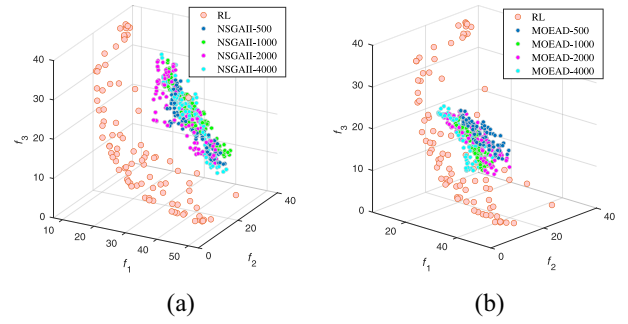 RL
NSGAII-500
NSGAII-1000
NSGAII-2000
NSGAII-4000
40
30
20
10
0
f3
10
20
30
40
50
f1
0
20
40
f2
(a)
RL
MOEAD-500
MOEAD-1000
MOEAD-2000
MOEAD-4000
40
30
20
10
0
f3
20
40
f1
0
20
40
f2
(b)